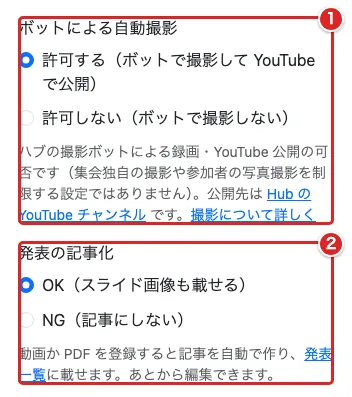 1
ボットによる自動撮影
許可する（ボットで撮影して YouTube
で公開）
許可しない（ボットで撮影しない）
ハブの撮影ボットによる録画・YouTube 公開の可
否です（集会独自の撮影や参加者の写真撮影を制
限する設定ではありません）。公開先は Hub の
YouTube チャンネル です。撮影について詳しく
2
発表の記事化
OK（スライド画像も載せる）
NG（記事にしない）
動画か PDF を登録すると記事を自動で作り、発表
一覧に載せます。あとから編集できます。